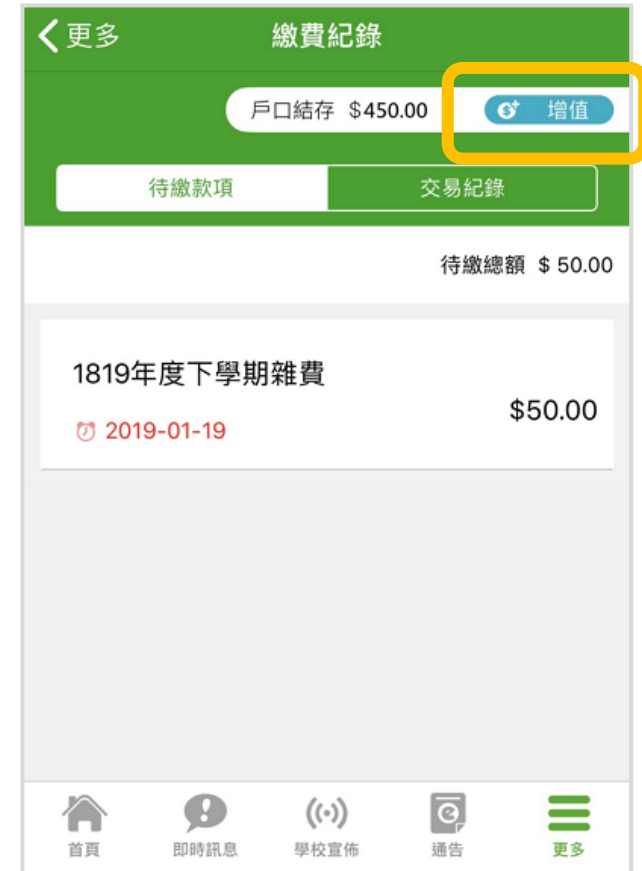 更多 繳費紀錄
戶口結存 $450.00 增值
待繳款項 交易紀錄
待繳總額 $ 50.00
1819年度下學期雜費
$50.00
2019-01-19
首頁 即時訊息 學校宣佈 通告 更多